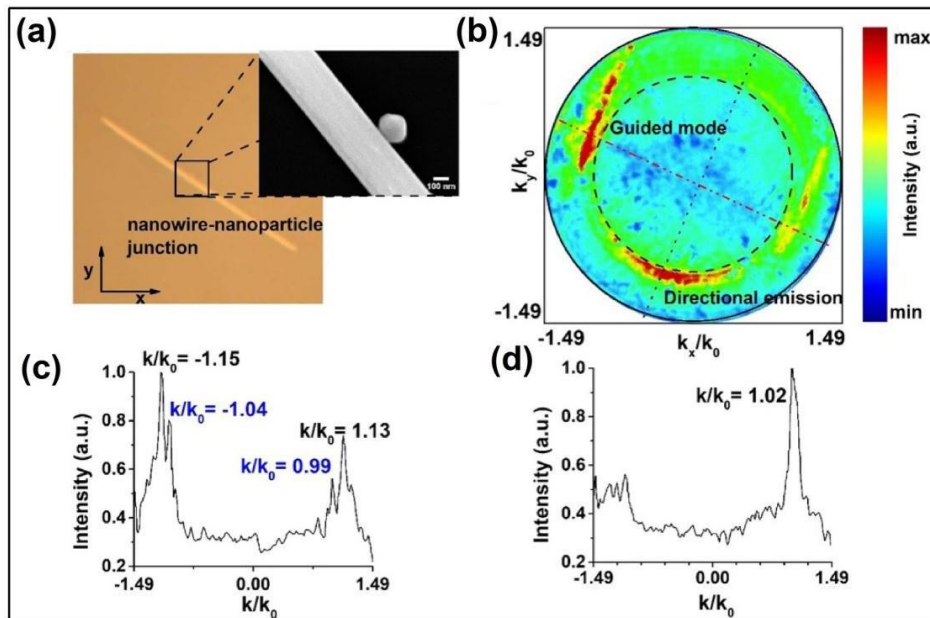 (a)
100 nm
nanowire-nanoparticle
junction
y
x
(b)
1.49
k_y/k_0
-1.49
Guided mode
Directional emission
-1.49
1.49
k_x/k_0
max
Intensity (a.u.)
min
(c)
k/k_0= -1.15
k/k_0= -1.04
k/k_0= 1.13
k/k_0= 0.99
Intensity (a.u.)
1.0
0.8
0.6
0.4
0.2
-1.49
0.00
1.49
k/k_0
(d)
k/k_0= 1.02
Intensity (a.u.)
1.0
0.8
0.6
0.4
0.2
-1.49
0.00
1.49
k/k_0